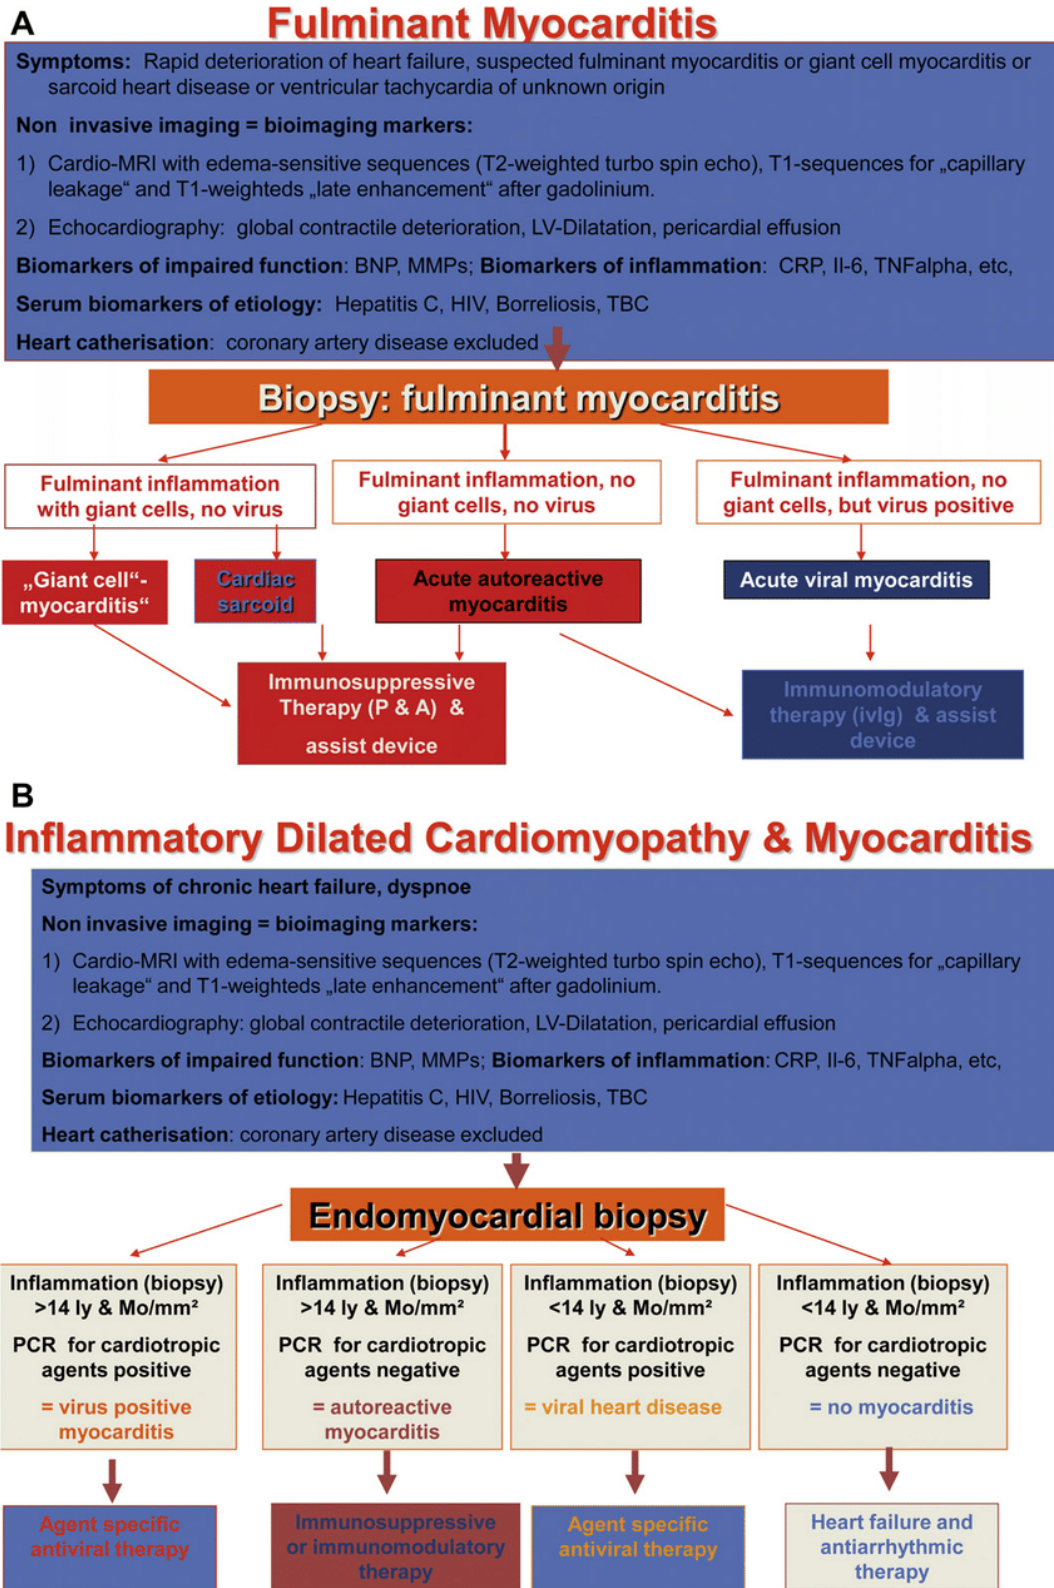 A
Fulminant Myocarditis
Symptoms: Rapid deterioration of heart failure, suspected fulminant myocarditis or giant cell myocarditis or
sarcoid heart disease or ventricular tachycardia of unknown origin
Non invasive imaging = bioimaging markers:
1) Cardio-MRI with edema-sensitive sequences (T2-weighted turbo spin echo), T1-sequences for „capillary
leakage“ and T1-weighteds „late enhancement“ after gadolinium.
2) Echocardiography: global contractile deterioration, LV-Dilatation, pericardial effusion
Biomarkers of impaired function: BNP, MMPs; Biomarkers of inflammation: CRP, Il-6, TNFalpha, etc,
Serum biomarkers of etiology: Hepatitis C, HIV, Borreliosis, TBC
Heart catherisation: coronary artery disease excluded
Biopsy: fulminant myocarditis
Fulminant inflammation
with giant cells, no virus
Fulminant inflammation, no
giant cells, no virus
Fulminant inflammation, no
giant cells, but virus positive
„Giant cell“-
myocarditis“
Cardiac
sarcoid
Acute autoreactive
myocarditis
Acute viral myocarditis
Immunosuppressive
Therapy (P & A) &
assist device
Immunomodulatory
therapy (ivIg) & assist
device
B
Inflammatory Dilated Cardiomyopathy & Myocarditis
Symptoms of chronic heart failure, dyspnoe
Non invasive imaging = bioimaging markers:
1) Cardio-MRI with edema-sensitive sequences (T2-weighted turbo spin echo), T1-sequences for „capillary
leakage“ and T1-weighteds „late enhancement“ after gadolinium.
2) Echocardiography: global contractile deterioration, LV-Dilatation, pericardial effusion
Biomarkers of impaired function: BNP, MMPs; Biomarkers of inflammation: CRP, Il-6, TNFalpha, etc,
Serum biomarkers of etiology: Hepatitis C, HIV, Borreliosis, TBC
Heart catherisation: coronary artery disease excluded
Endomyocardial biopsy
Inflammation (biopsy)
>14 ly & Mo/mm²
PCR for cardiotropic
agents positive
= virus positive
myocarditis
Inflammation (biopsy)
>14 ly & Mo/mm²
PCR for cardiotropic
agents negative
= autoreactive
myocarditis
Inflammation (biopsy)
<14 ly & Mo/mm²
PCR for cardiotropic
agents positive
= viral heart disease
Inflammation (biopsy)
<14 ly & Mo/mm²
PCR for cardiotropic
agents negative
= no myocarditis
Agent specific
antiviral therapy
Immunosuppressive
or immunomodulatory
therapy
Agent specific
antiviral therapy
Heart failure and
antiarrhythmic
therapy